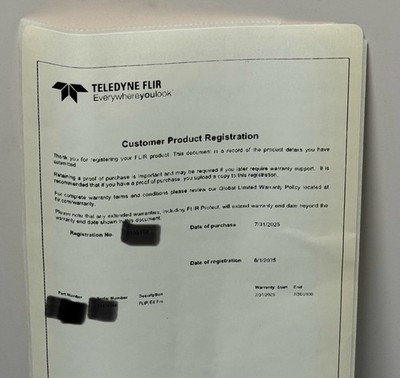 TELEDYNE FLIR
Everywhereyoulook
Customer Product Registration
Thank you for registering your FLIR product. This document is a record of the product details you have
submitted.
Retaining a proof of purchase is important and may be required if you later require warranty support. It is
recommended that if you have a proof of purchase, you upload a copy to this registration.
For complete warranty terms and conditions please review our Global Limited Warranty Policy located at
flir.com/warranty.
Please note that any extended warranties, including FLIR Protect, will extend warranty end date beyond the
warranty end date shown in this document.
Registration No.
Date of purchase 7/31/2025
Date of registration 8/1/2025
Part Number Serial Number Description Warranty Start End
FLIR Pro